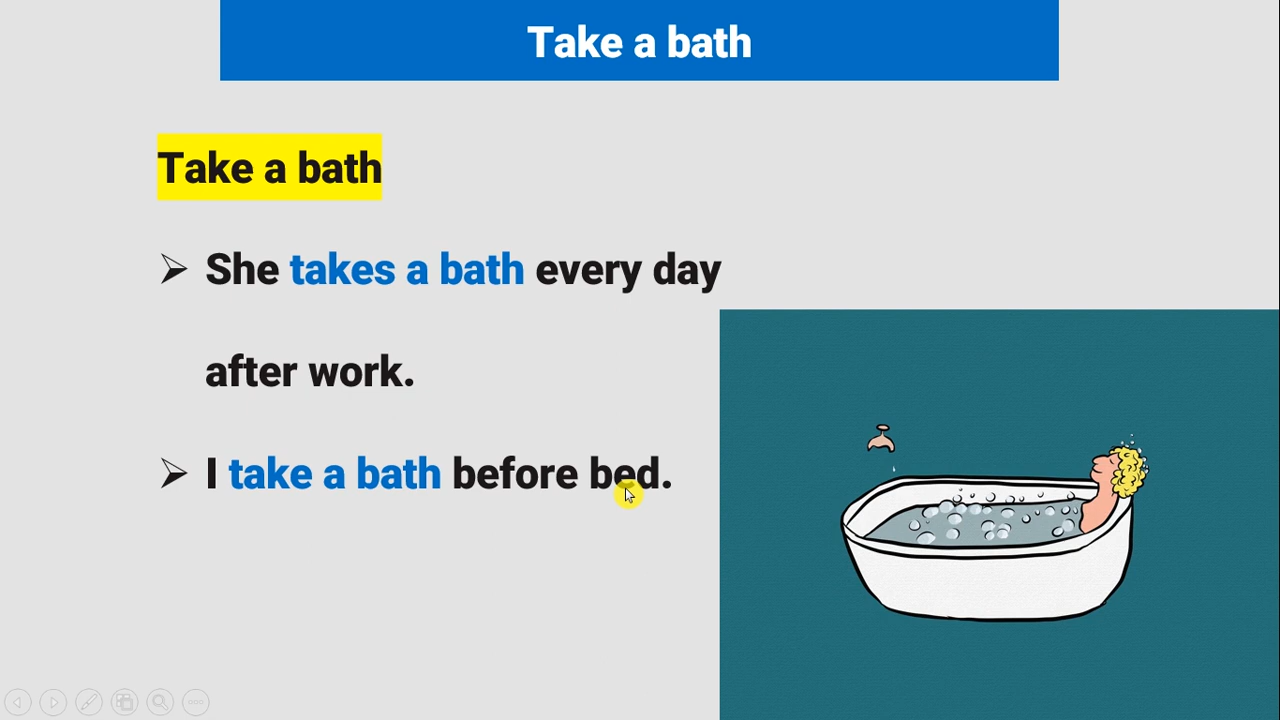 Take a bath
Take a bath
➢ She takes a bath every day
after work.
➢ I take a bath before bed.